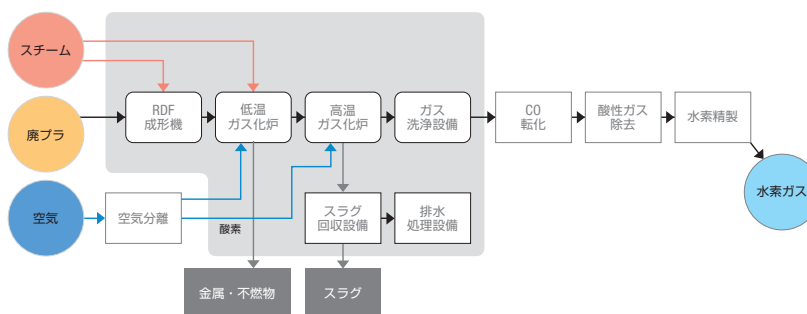 スチーム
廃プラ
RDF
成形機
低温
ガス化炉
高温
ガス化炉
ガス
洗浄設備
CO
転化
酸性ガス
除去
水素精製
水素ガス
空気
空気分離
酸素
スラグ
回収設備
排水
処理設備
金属・不燃物
スラグ